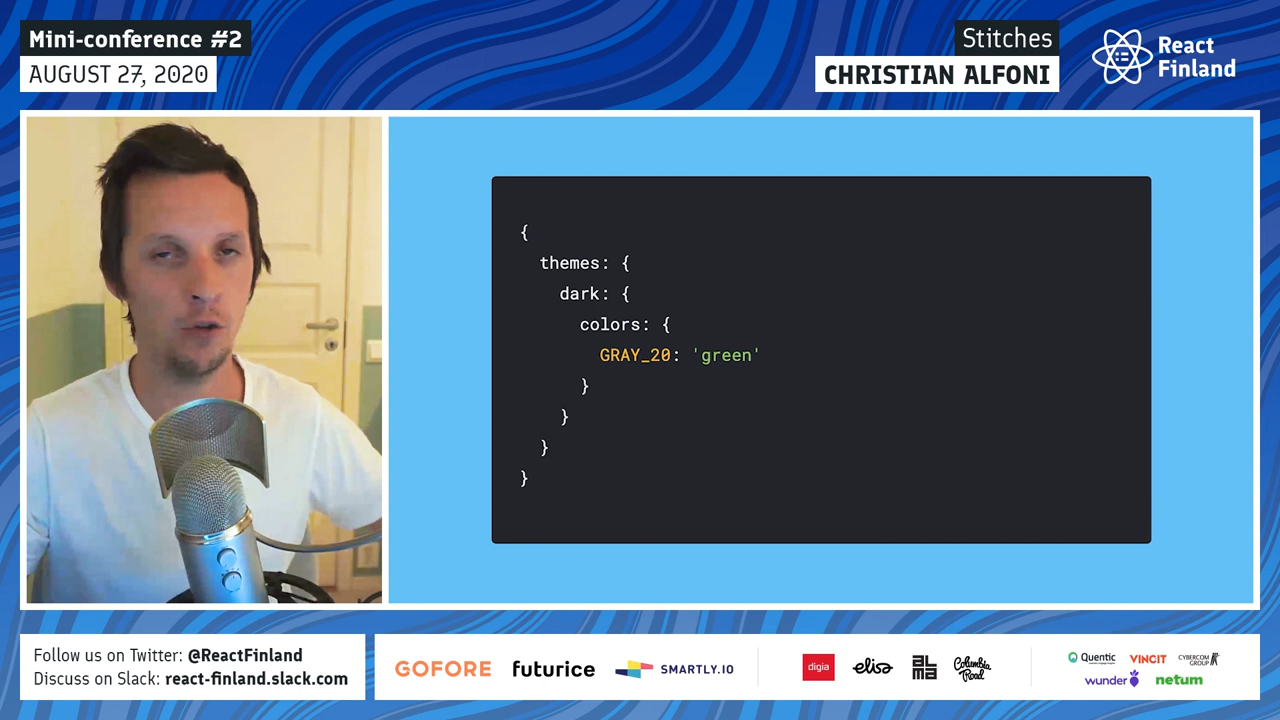 Mini-conference #2
AUGUST 27, 2020
Stitches
CHRISTIAN ALFONI
React
Finland
{
themes: {
dark: {
colors: {
GRAY_20: 'green'
}
}
}
}
Follow us on Twitter: @ReactFinland
Discuss on Slack: react-finland.slack.com
GOFORE
futurice
SMARTLY.IO
digia
elisa
ALMA
Columbia
Road
Quentic
VINCIT
CYBERCOM
GROUP
wunder
netum